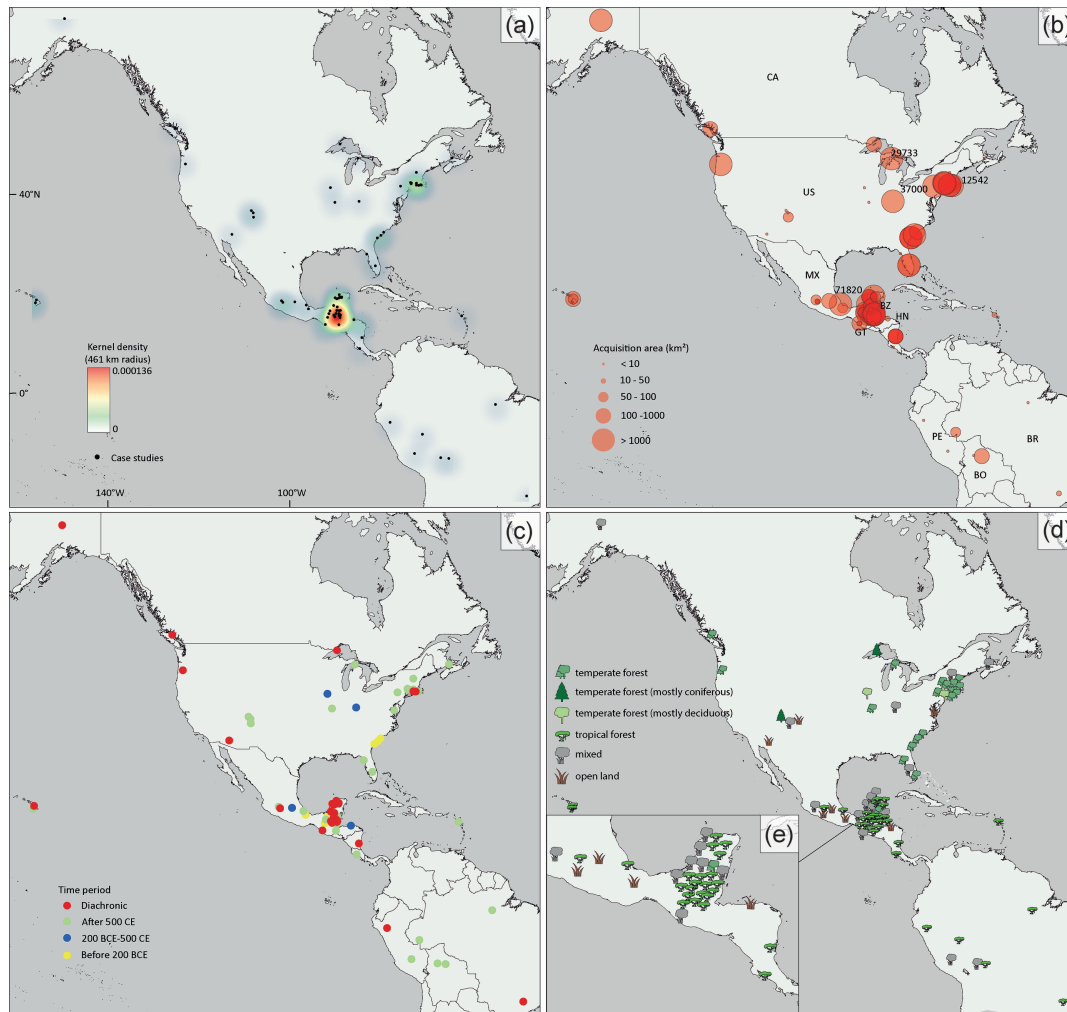 (a)
40°N
Kernel density
(461 km radius)
0.000136
0°
0
Case studies
140°W
100°W
(b)
CA
29733
12542
US
37000
MX
71820
BZ
HN
GT
Acquisition area (km²)
< 10
10 - 50
50 - 100
100 -1000
> 1000
PE
BR
BO
(c)
Time period
Diachronic
After 500 CE
200 BCE-500 CE
Before 200 BCE
(d)
temperate forest
temperate forest (mostly coniferous)
temperate forest (mostly deciduous)
tropical forest
mixed
open land
(e)